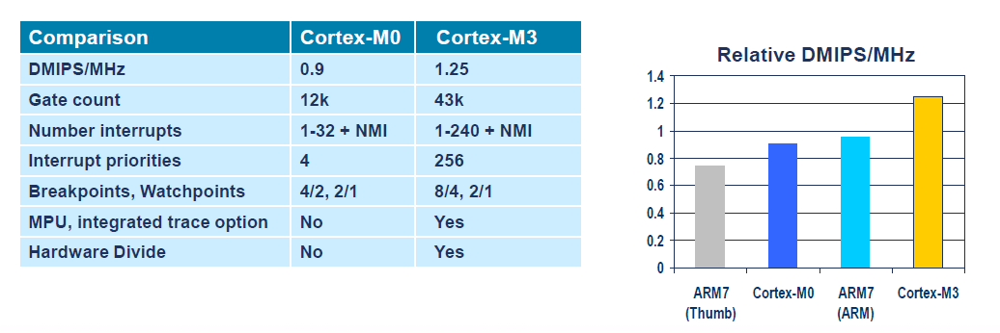 Comparison Cortex-M0 Cortex-M3
DMIPS/MHz 0.9 1.25
Gate count 12k 43k
Number interrupts 1-32 + NMI 1-240 + NMI
Interrupt priorities 4 256
Breakpoints, Watchpoints 4/2, 2/1 8/4, 2/1
MPU, integrated trace option No Yes
Hardware Divide No Yes
Relative DMIPS/MHz
1.4
1.2
1
0.8
0.6
0.4
0.2
0
ARM7 Cortex-M0 ARM7 Cortex-M3
(Thumb) (ARM)